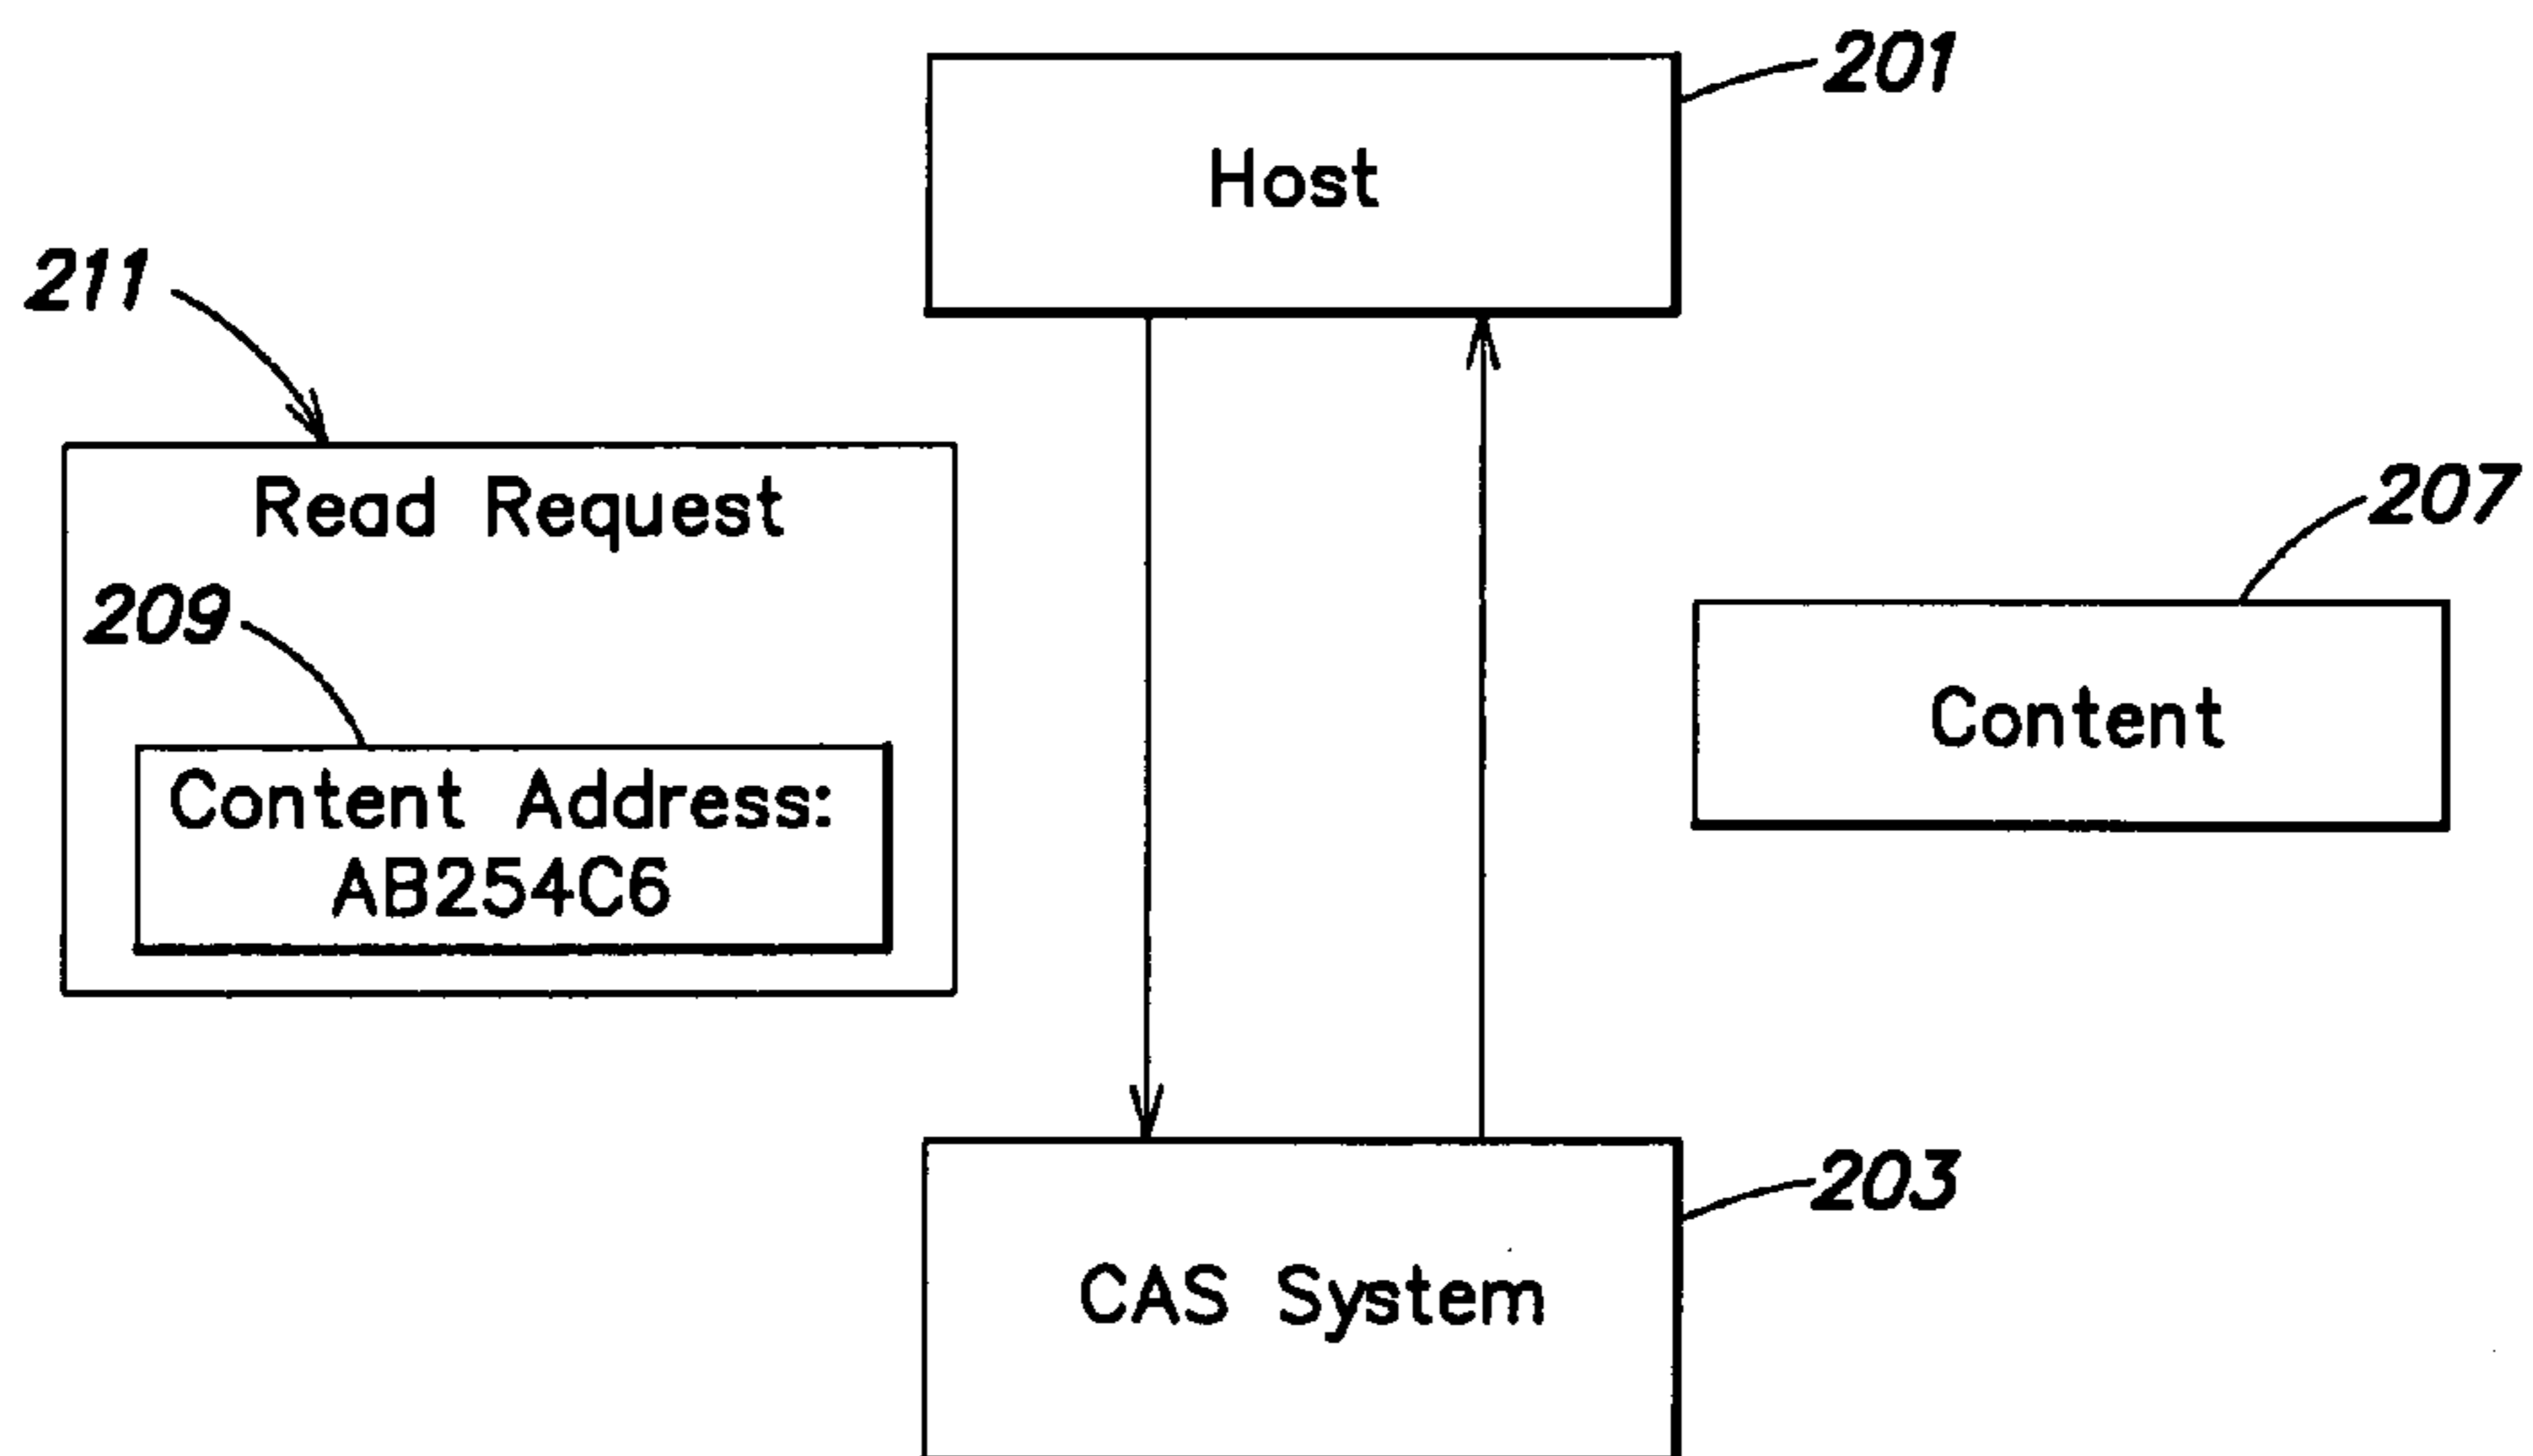 201
Host
211
Read Request
207
209
Content
Content Address:
AB254C6
203
CAS System